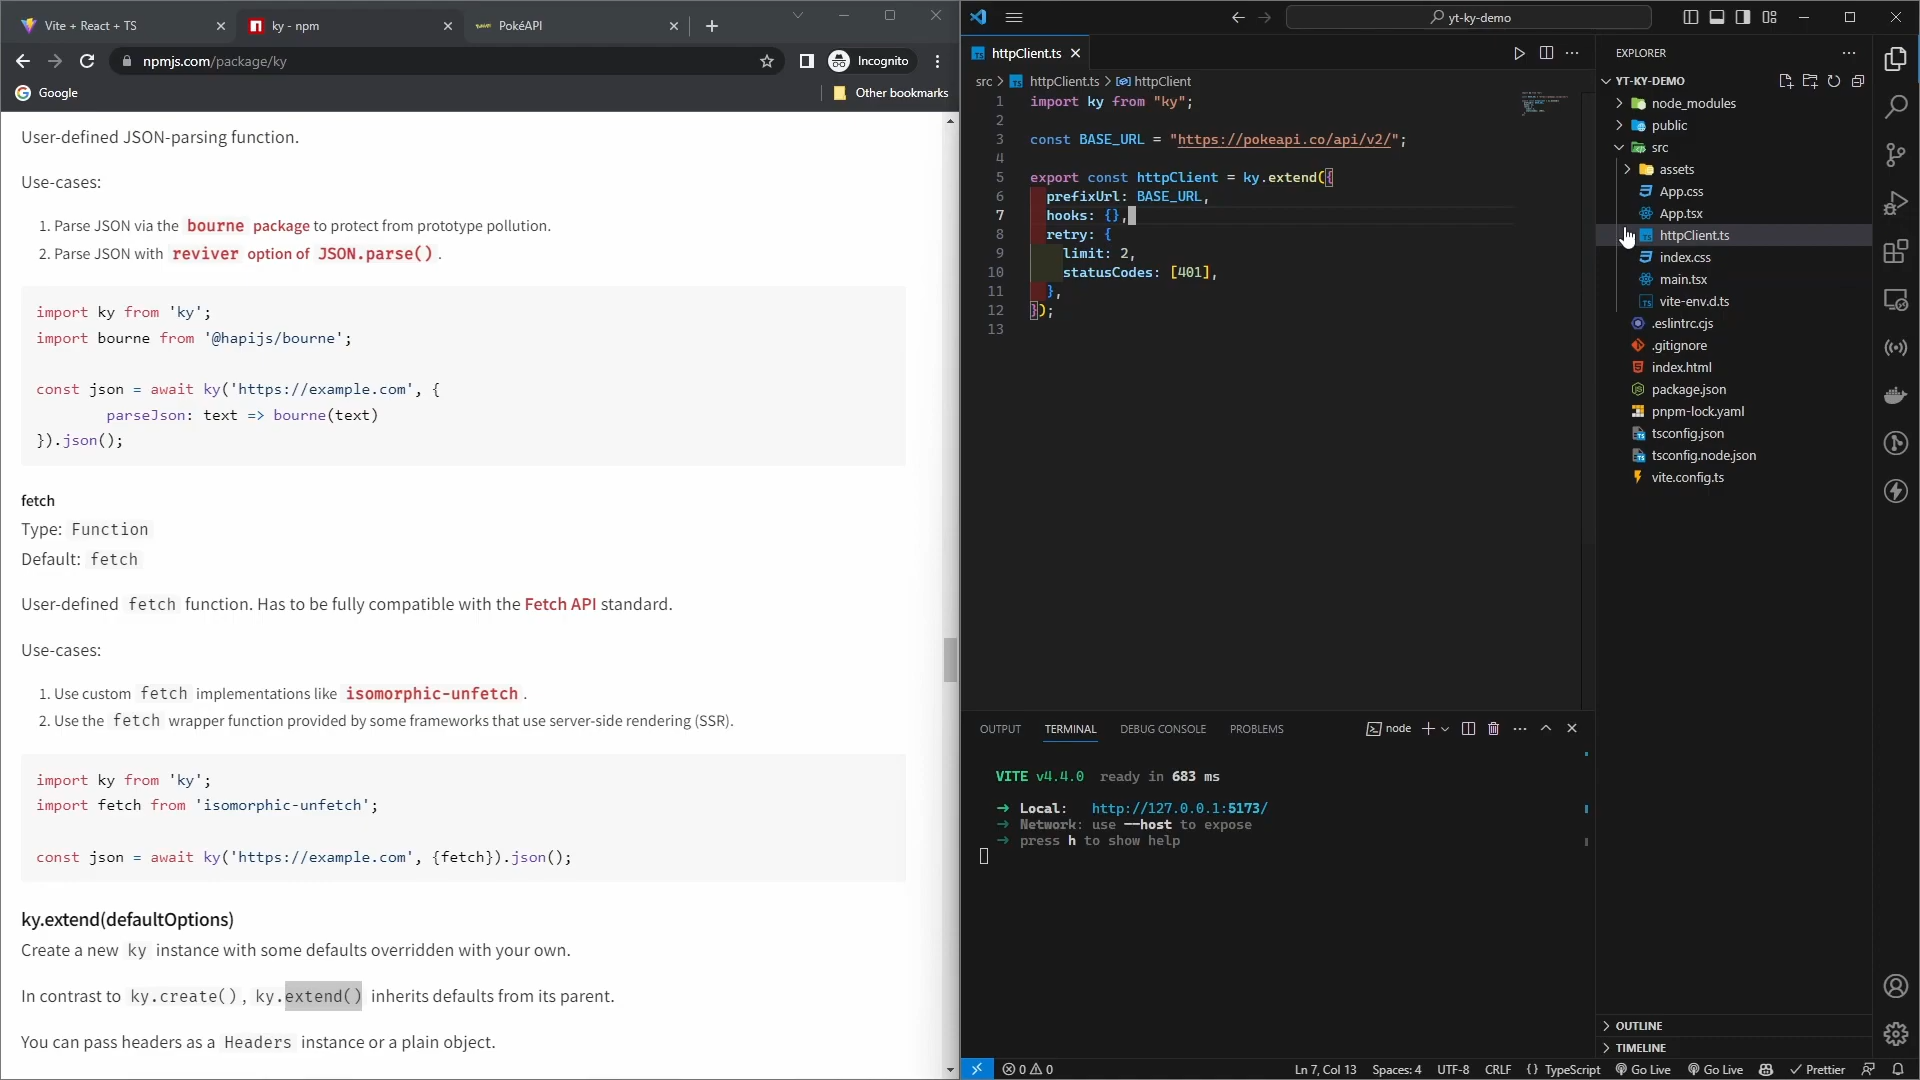 Vite + React + TS
ky - npm
PokéAPI
npmjs.com/package/ky
Incognito
Google
Other bookmarks
User-defined JSON-parsing function.
Use-cases:
1. Parse JSON via the bourne package to protect from prototype pollution.
2. Parse JSON with reviver option of JSON.parse() .
import ky from 'ky';
import bourne from '@hapijs/bourne';
const json = await ky('https://example.com', {
parseJson: text => bourne(text)
}).json();
fetch
Type: Function
Default: fetch
User-defined fetch function. Has to be fully compatible with the Fetch API standard.
Use-cases:
1. Use custom fetch implementations like isomorphic-unfetch .
2. Use the fetch wrapper function provided by some frameworks that use server-side rendering (SSR).
import ky from 'ky';
import fetch from 'isomorphic-unfetch';
const json = await ky('https://example.com', {fetch}).json();
ky.extend(defaultOptions)
Create a new ky instance with some defaults overridden with your own.
In contrast to ky.create() , ky.extend() inherits defaults from its parent.
You can pass headers as a Headers instance or a plain object.
yt-ky-demo
TS httpClient.ts
src > TS httpClient.ts > httpClient
1 import ky from "ky";
2
3 const BASE_URL = "https://pokeapi.co/api/v2/";
4
5 export const httpClient = ky.extend({
6 prefixUrl: BASE_URL,
7 hooks: {},
8 retry: {
9 limit: 2,
10 statusCodes: [401],
11 },
12 });
13
OUTPUT
TERMINAL
DEBUG CONSOLE
PROBLEMS
node
VITE v4.4.0 ready in 683 ms
➜ Local: http://127.0.0.1:5173/
➜ Network: use --host to expose
➜ press h to show help
EXPLORER
YT-KY-DEMO
node_modules
public
src
assets
App.css
App.tsx
TS httpClient.ts
index.css
main.tsx
TS vite-env.d.ts
.eslintrc.cjs
.gitignore
index.html
package.json
pnpm-lock.yaml
tsconfig.json
tsconfig.node.json
vite.config.ts
OUTLINE
TIMELINE
0 0
Ln 7, Col 13
Spaces: 4
UTF-8
CRLF
{ } TypeScript
Go Live
Go Live
Prettier